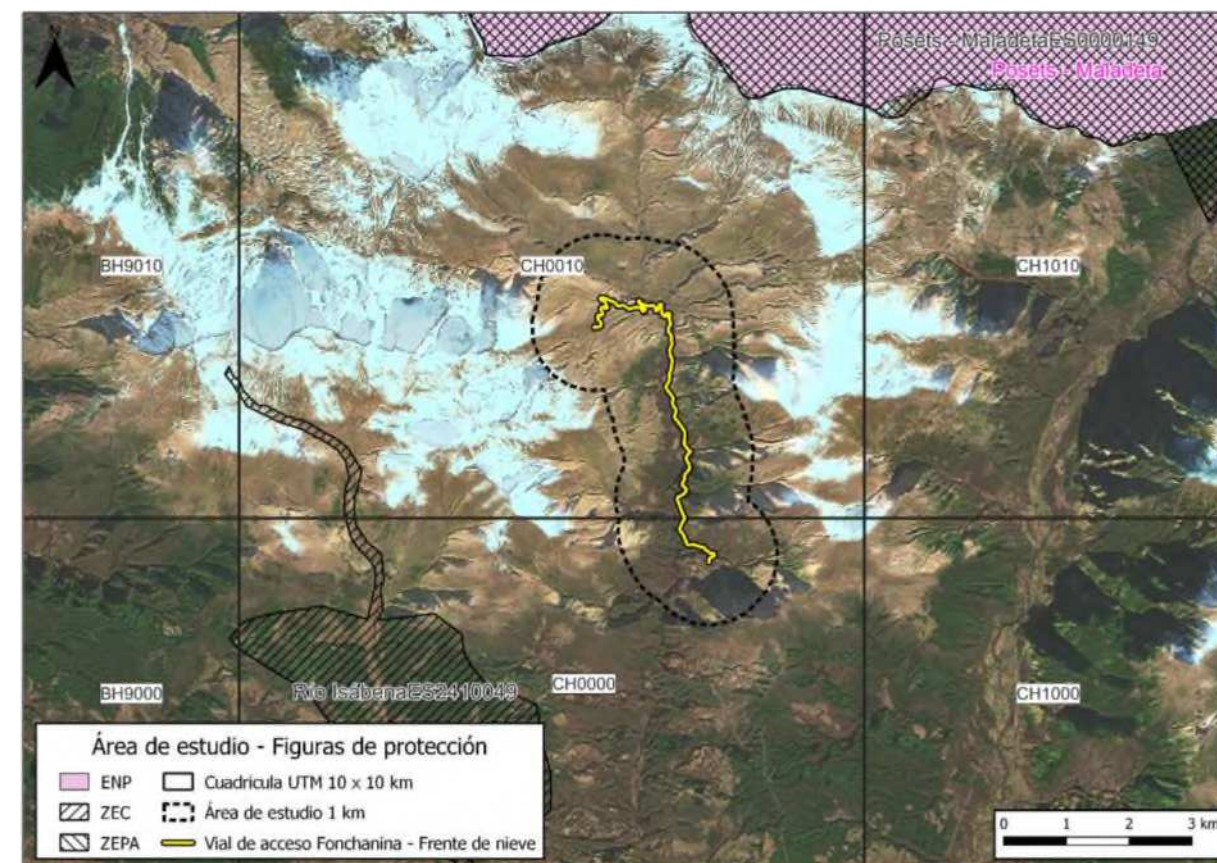 Posets - MaladetaES0000149
Posets - Maladeta
BH9010
CH0010
CH1010
BH9000
Río IsábenaES2410049
CH0000
CH1000
Área de estudio - Figuras de protección
ENP
Cuadricula UTM 10 x 10 km
ZEC
Área de estudio 1 km
ZEPA
Vial de acceso Fonchanina - Frente de nieve
0 1 2 3 km